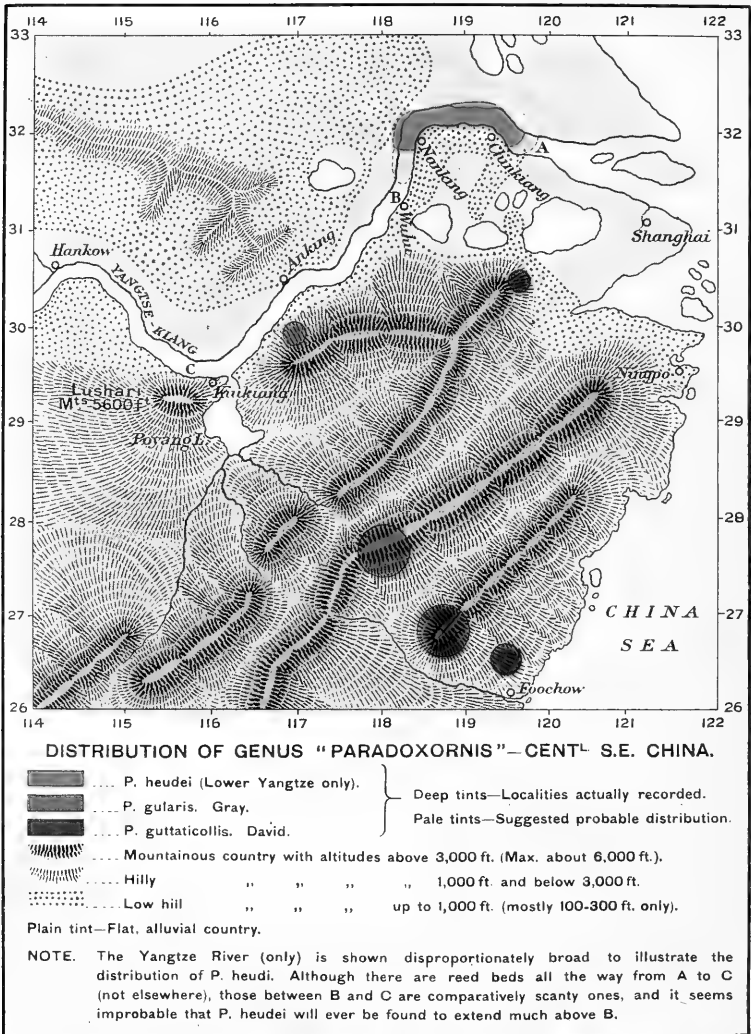 114 115 116 117 118 119 120 121 122
33 33
32 32
31 31
30 30
29 29
28 28
27 27
26 26
114 115 116 117 118 119 120 121 122
A
Nanking
Chinkiang
B
Wuhu
Shanghai
Hankow
Anking
YANGTSE
KIANG
C
Kuikiang
Lushari
Mts 5600ft
Ningpo
Poyang L.
CHINA
SEA
Foochow
DISTRIBUTION OF GENUS "PARADOXORNIS"—CENTL S.E. CHINA.
.... P. heudei (Lower Yangtze only).
.... P. gularis. Gray.
.... P. guttaticollis. David.
Deep tints—Localities actually recorded.
Pale tints—Suggested probable distribution.
.... Mountainous country with altitudes above 3,000 ft. (Max. about 6,000 ft.).
.... Hilly ,, ,, ,, ,, 1,000 ft. and below 3,000 ft.
.... Low hill ,, ,, ,, up to 1,000 ft. (mostly 100-300 ft. only).
Plain tint—Flat, alluvial country.
NOTE. The Yangtze River (only) is shown disproportionately broad to illustrate the
distribution of P. heudi. Although there are reed beds all the way from A to C
(not elsewhere), those between B and C are comparatively scanty ones, and it seems
improbable that P. heudei will ever be found to extend much above B.